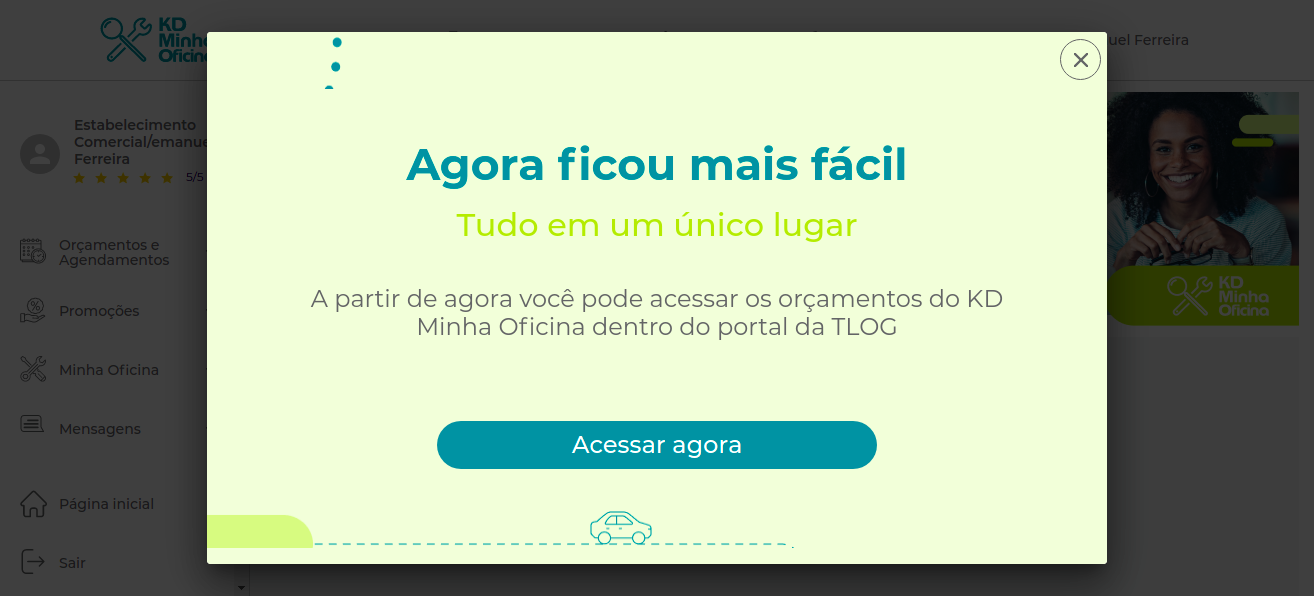 KD
Minha
Oficina
uel Ferreira
Estabelecimento
Comercial/emanue
Ferreira
5/5
Orçamentos e
Agendamentos
Promoções
Minha Oficina
Mensagens
Página inicial
Sair
Agora ficou mais fácil
Tudo em um único lugar
A partir de agora você pode acessar os orçamentos do KD
Minha Oficina dentro do portal da TLOG
Acessar agora
KD
Minha
Oficina